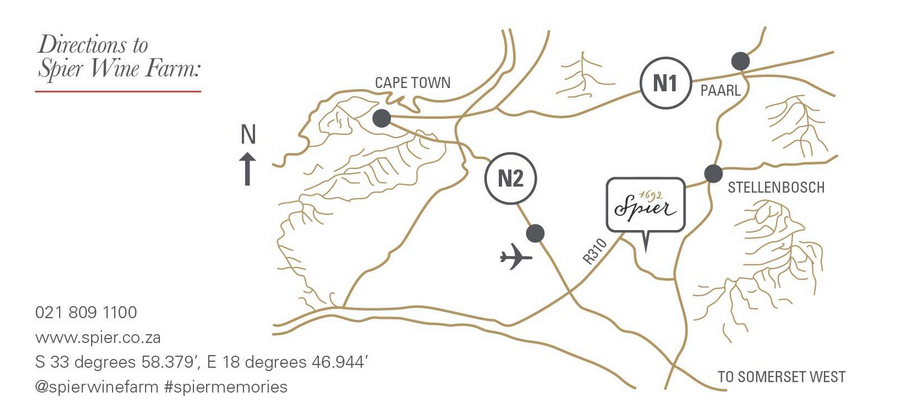 Directions to
Spier Wine Farm:
CAPE TOWN
N1
PAARL
N
N2
1692
Spier
STELLENBOSCH
R310
021 809 1100
www.spier.co.za
S 33 degrees 58.379’, E 18 degrees 46.944’
TO SOMERSET WEST
@spierwinefarm #spiermemories